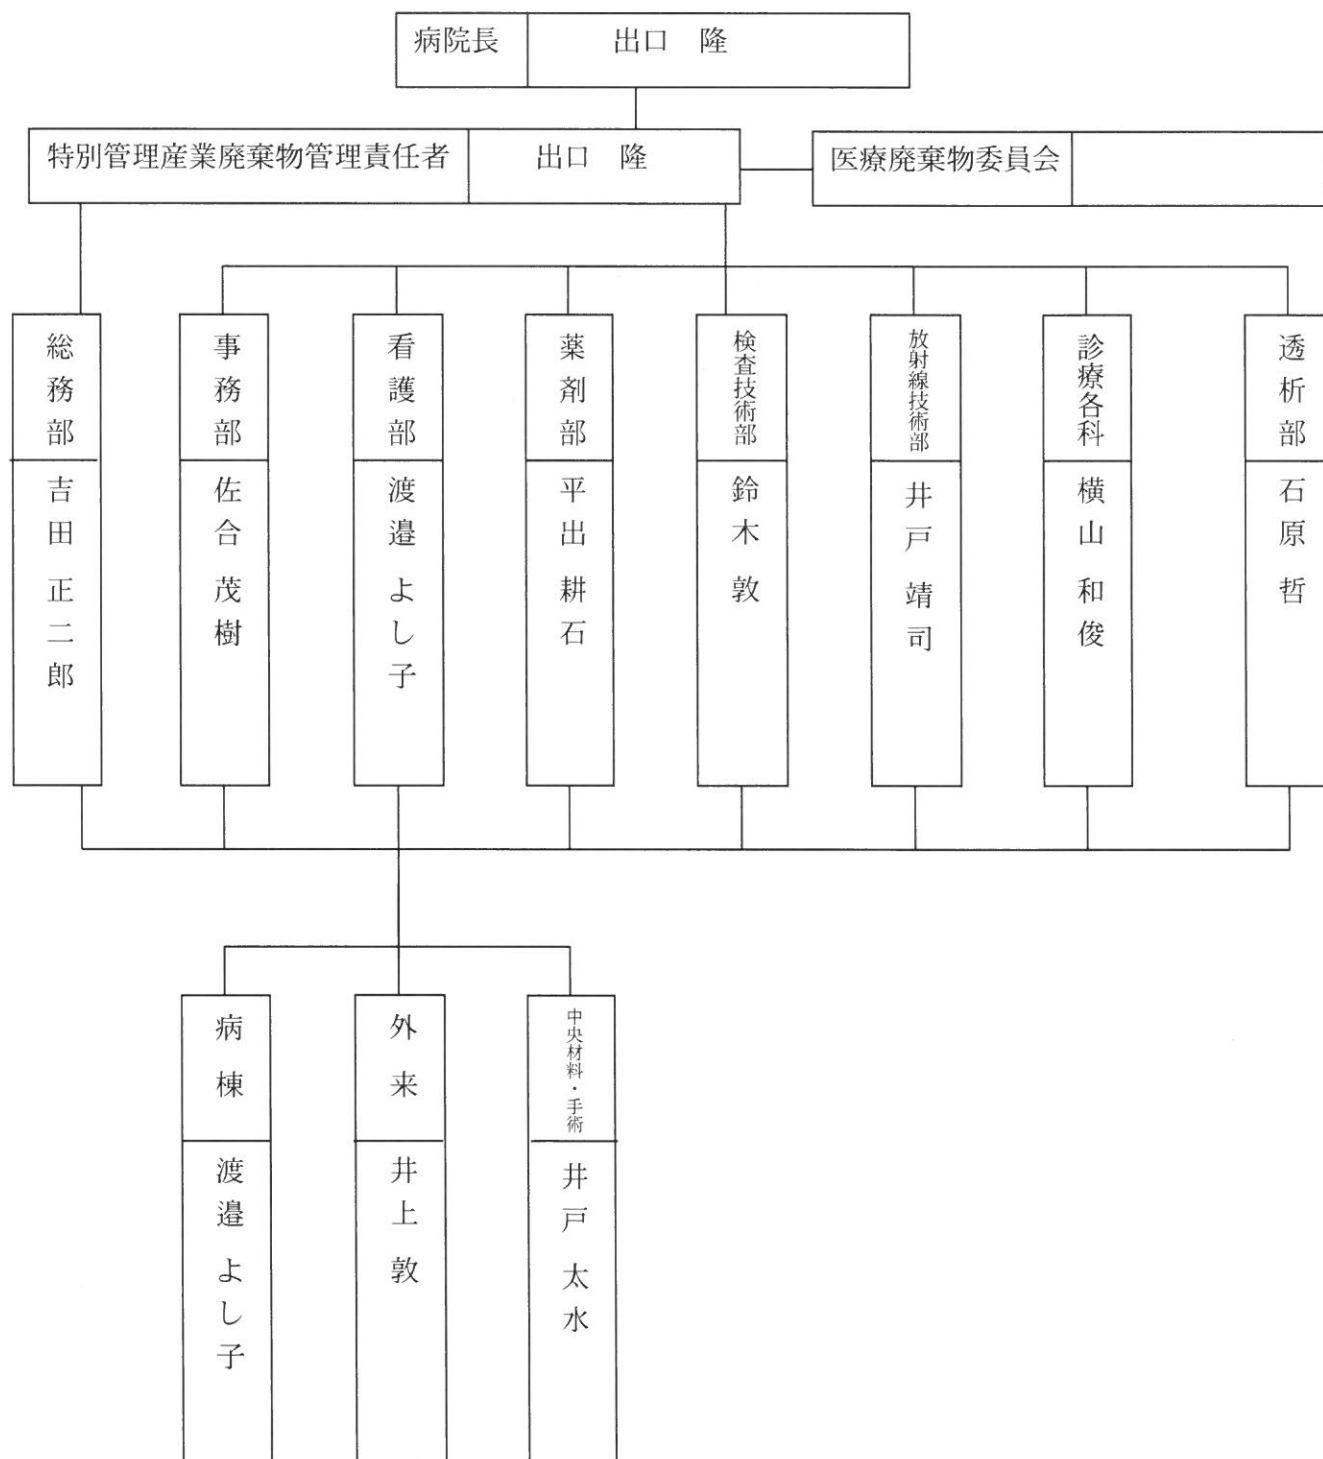 病院長 出口　隆
特別管理産業廃棄物管理責任者 出口　隆
医療廃棄物委員会
総務部
吉田 正二郎
事務部
佐合 茂樹
看護部
渡邉 よし子
薬剤部
平出 耕石
検査技術部
鈴木 敦
放射線技術部
井戸 靖司
診療各科
横山 和俊
透析部
石原 哲
病棟
渡邉 よし子
外来
井上 敦
中央材料・手術
井戸 太水